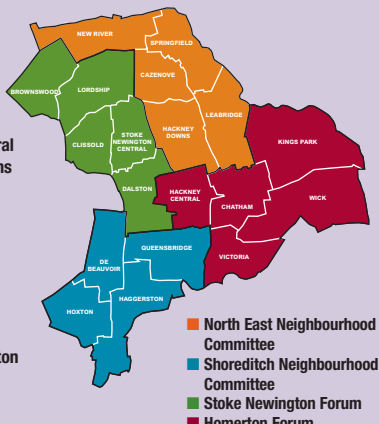 NEW RIVER
SPRINGFIELD
CAZENOVE
BROWNSWOOD
LORDSHIP
LEABRIDGE
HACKNEY
DOWNS
STOKE
NEWINGTON
CENTRAL
CLISSOLD
KINGS PARK
DALSTON
HACKNEY
CENTRAL
CHATHAM
WICK
QUEENSBRIDGE
VICTORIA
DE
BEAUVOIR
HAGGERSTON
HOXTON
North East Neighbourhood
Committee
Shoreditch Neighbourhood
Committee
Stoke Newington Forum
Homerton Forum